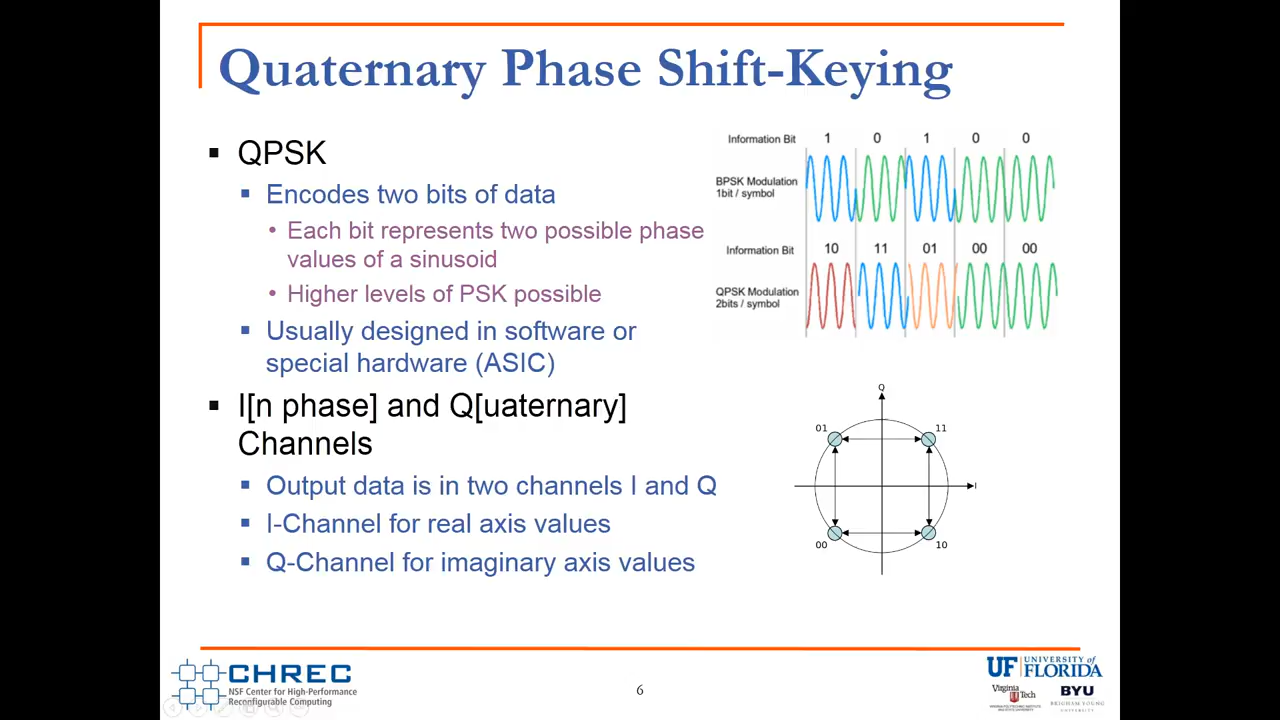 Quaternary Phase Shift-Keying
▪ QPSK
▪ Encodes two bits of data
• Each bit represents two possible phase
values of a sinusoid
• Higher levels of PSK possible
▪ Usually designed in software or
special hardware (ASIC)
▪ I[n phase] and Q[uaternary]
Channels
▪ Output data is in two channels I and Q
▪ I-Channel for real axis values
▪ Q-Channel for imaginary axis values
Information Bit 1 0 1 0 0
BPSK Modulation
1bit / symbol
Information Bit 10 11 01 00 00
QPSK Modulation
2bits / symbol
Q
01 11
I
00 10
CHREC
NSF Center for High-Performance
Reconfigurable Computing
6
UF UNIVERSITY of
FLORIDA
Virginia Tech
BYU
BRIGHAM YOUNG
UNIVERSITY